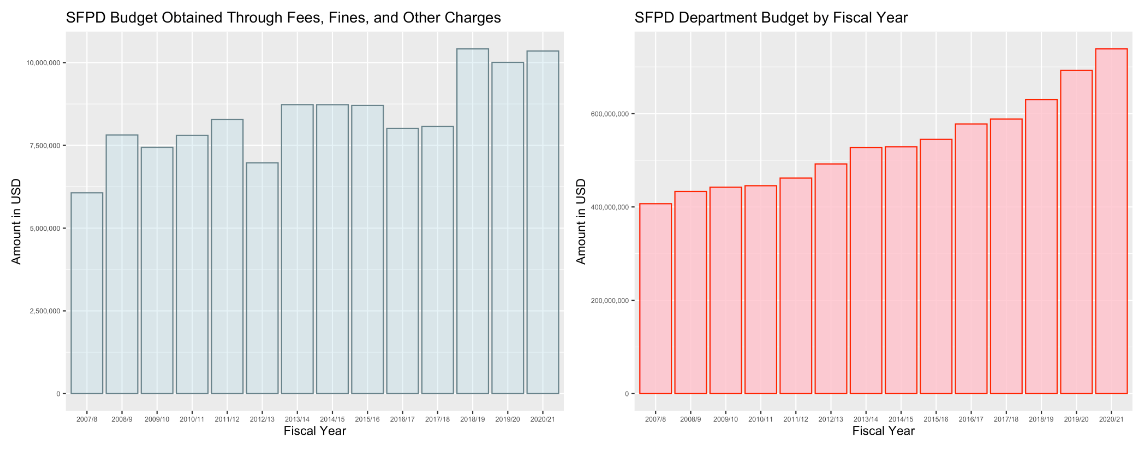 SFPD Budget Obtained Through Fees, Fines, and Other Charges
Amount in USD
10,000,000
7,500,000
5,000,000
2,500,000
0
2007/8 2008/9 2009/10 2010/11 2011/12 2012/13 2013/14 2014/15 2015/16 2016/17 2017/18 2018/19 2019/20 2020/21
Fiscal Year
SFPD Department Budget by Fiscal Year
Amount in USD
600,000,000
400,000,000
200,000,000
0
2007/8 2008/9 2009/10 2010/11 2011/12 2012/13 2013/14 2014/15 2015/16 2016/17 2017/18 2018/19 2019/20 2020/21
Fiscal Year